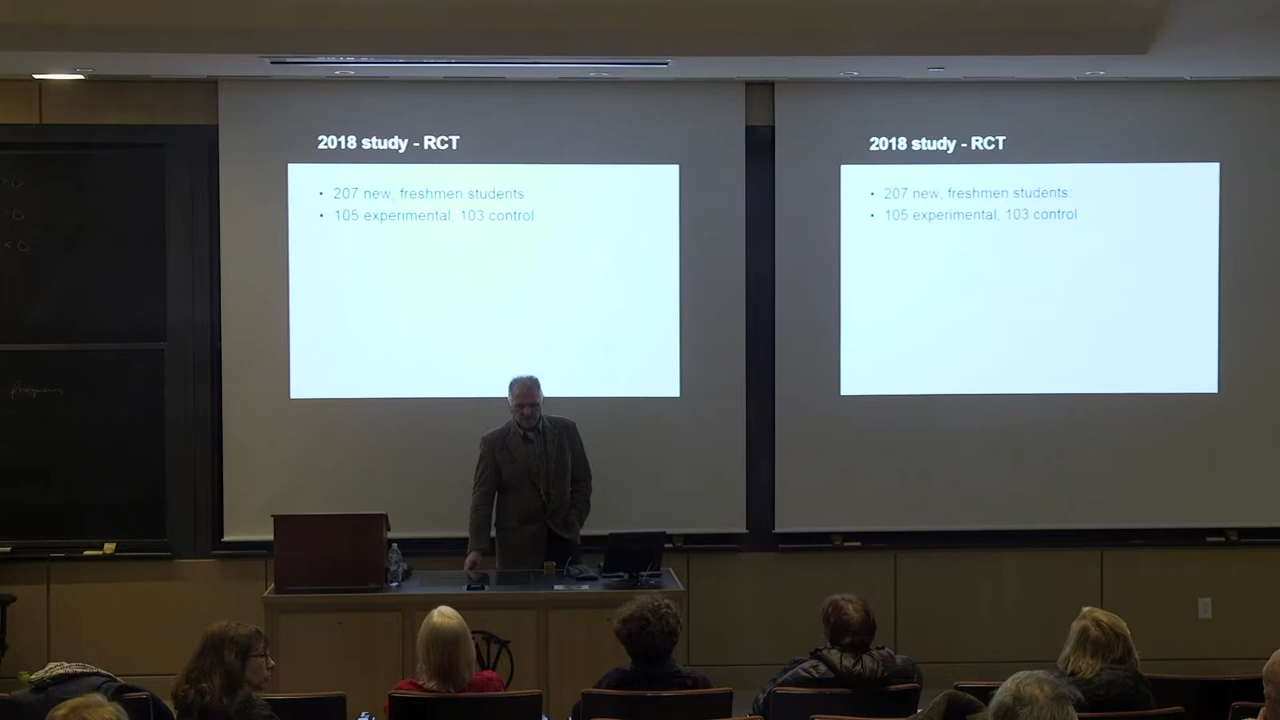 2018 study - RCT
• 207 new, freshmen students
• 105 experimental, 103 control
2018 study - RCT
• 207 new, freshmen students:
• 105 experimental, 103 control